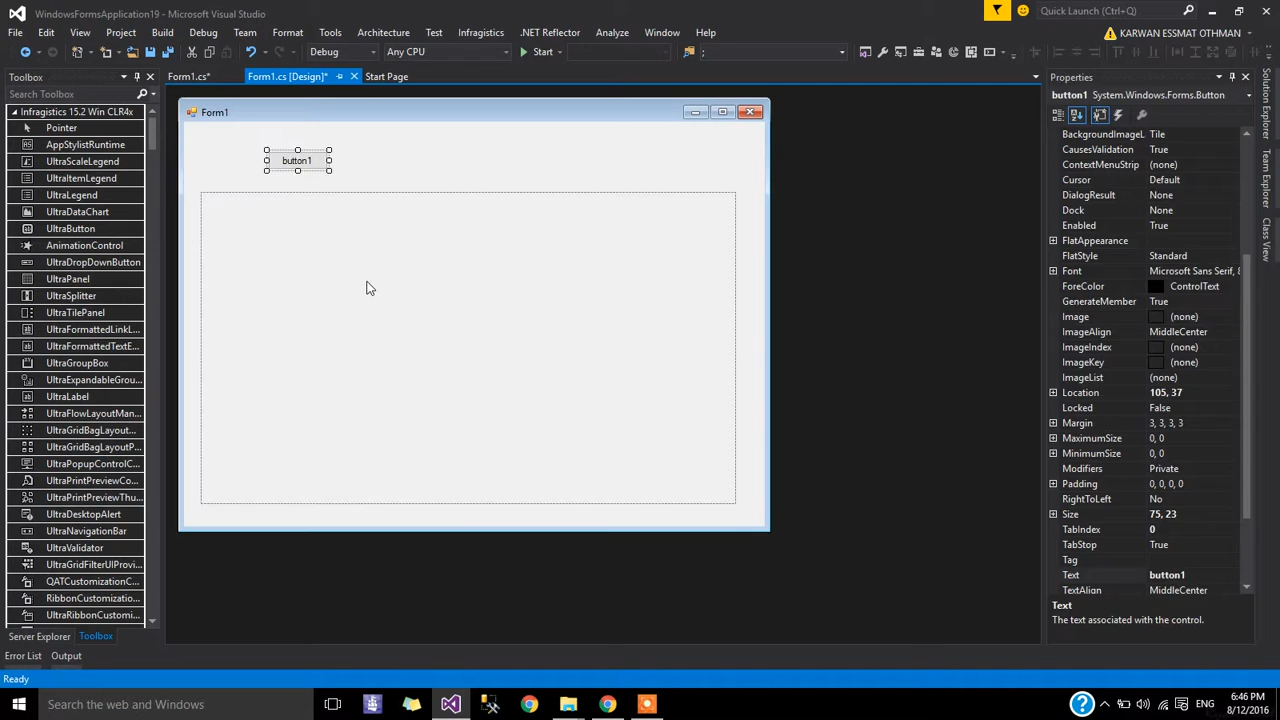 WindowsFormsApplication19 - Microsoft Visual Studio
Quick Launch (Ctrl+Q)
File Edit View Project Build Debug Team Format Tools Architecture Test Infragistics .NET Reflector Analyze Window Help
KARWAN ESSMAT OTHMAN
Debug Any CPU Start ;
Toolbox
Form1.cs* Form1.cs [Design]* Start Page
Properties
Search Toolbox
button1 System.Windows.Forms.Button
Infragistics 15.2 Win CLR4x
Pointer
AppStylistRuntime
UltraScaleLegend
UltraItemLegend
UltraLegend
UltraDataChart
UltraButton
AnimationControl
UltraDropDownButton
UltraPanel
UltraSplitter
UltraTilePanel
UltraFormattedLinkL...
UltraFormattedTextE...
UltraGroupBox
UltraExpandableGrou...
UltraLabel
UltraFlowLayoutMan...
UltraGridBagLayout...
UltraGridBagLayoutP...
UltraPopupControlC...
UltraPrintPreviewCo...
UltraPrintPreviewThu...
UltraDesktopAlert
UltraNavigationBar
UltraValidator
UltraGridFilterUIProvi...
QATCustomizationC...
RibbonCustomizatio...
UltraRibbonCustomi...
Server Explorer Toolbox
Form1
button1
BackgroundImageL Tile
CausesValidation True
ContextMenuStrip (none)
Cursor Default
DialogResult None
Dock None
Enabled True
FlatAppearance
FlatStyle Standard
Font Microsoft Sans Serif, 8
ForeColor ControlText
GenerateMember True
Image (none)
ImageAlign MiddleCenter
ImageIndex (none)
ImageKey (none)
ImageList (none)
Location 105, 37
Locked False
Margin 3, 3, 3, 3
MaximumSize 0, 0
MinimumSize 0, 0
Modifiers Private
Padding 0, 0, 0, 0
RightToLeft No
Size 75, 23
TabIndex 0
TabStop True
Tag
Text button1
TextAlign MiddleCenter
Text
The text associated with the control.
Solution Explorer
Team Explorer
Class View
Error List Output
Ready
Search the web and Windows
ENG
6:46 PM
8/12/2016